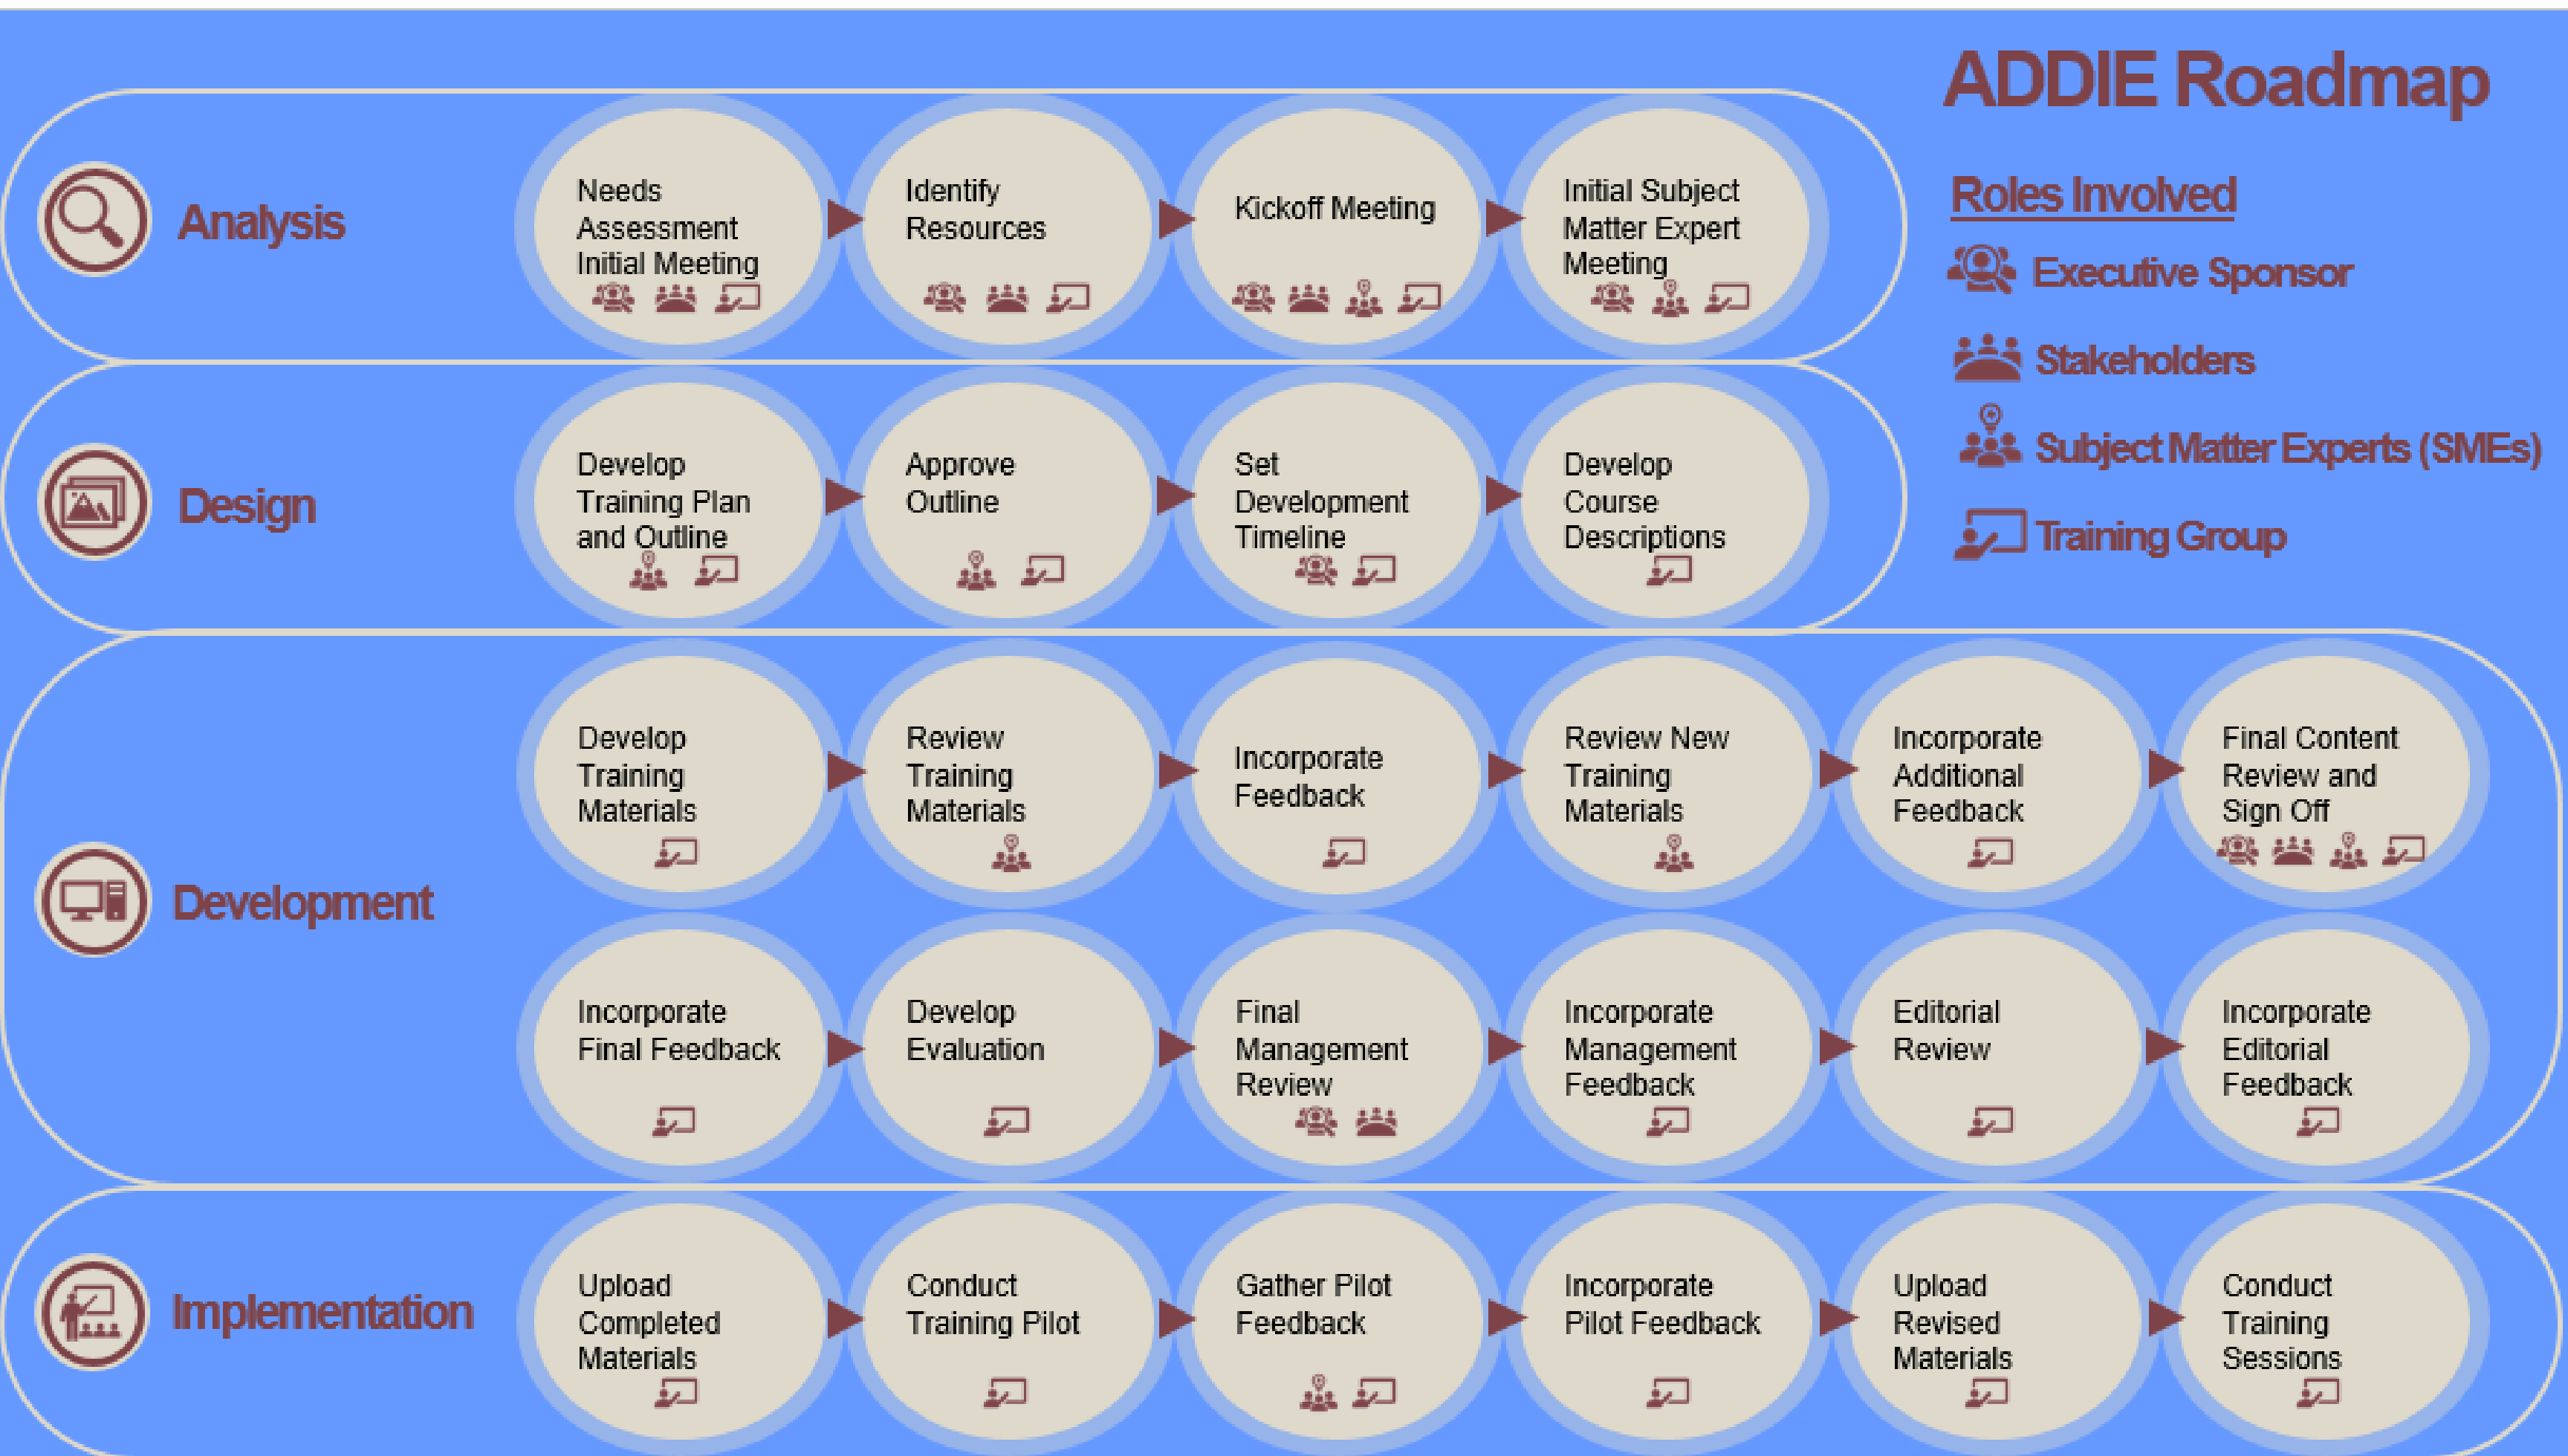 ADDIE Roadmap
Roles Involved
Executive Sponsor
Stakeholders
Subject Matter Experts (SMEs)
Training Group
Analysis
Needs
Assessment
Initial Meeting
Identify
Resources
Kickoff Meeting
Initial Subject
Matter Expert
Meeting
Design
Develop
Training Plan
and Outline
Approve
Outline
Set
Development
Timeline
Develop
Course
Descriptions
Development
Develop
Training
Materials
Review
Training
Materials
Incorporate
Feedback
Review New
Training
Materials
Incorporate
Additional
Feedback
Final Content
Review and
Sign Off
Incorporate
Final Feedback
Develop
Evaluation
Final
Management
Review
Incorporate
Management
Feedback
Editorial
Review
Incorporate
Editorial
Feedback
Implementation
Upload
Completed
Materials
Conduct
Training Pilot
Gather Pilot
Feedback
Incorporate
Pilot Feedback
Upload
Revised
Materials
Conduct
Training
Sessions